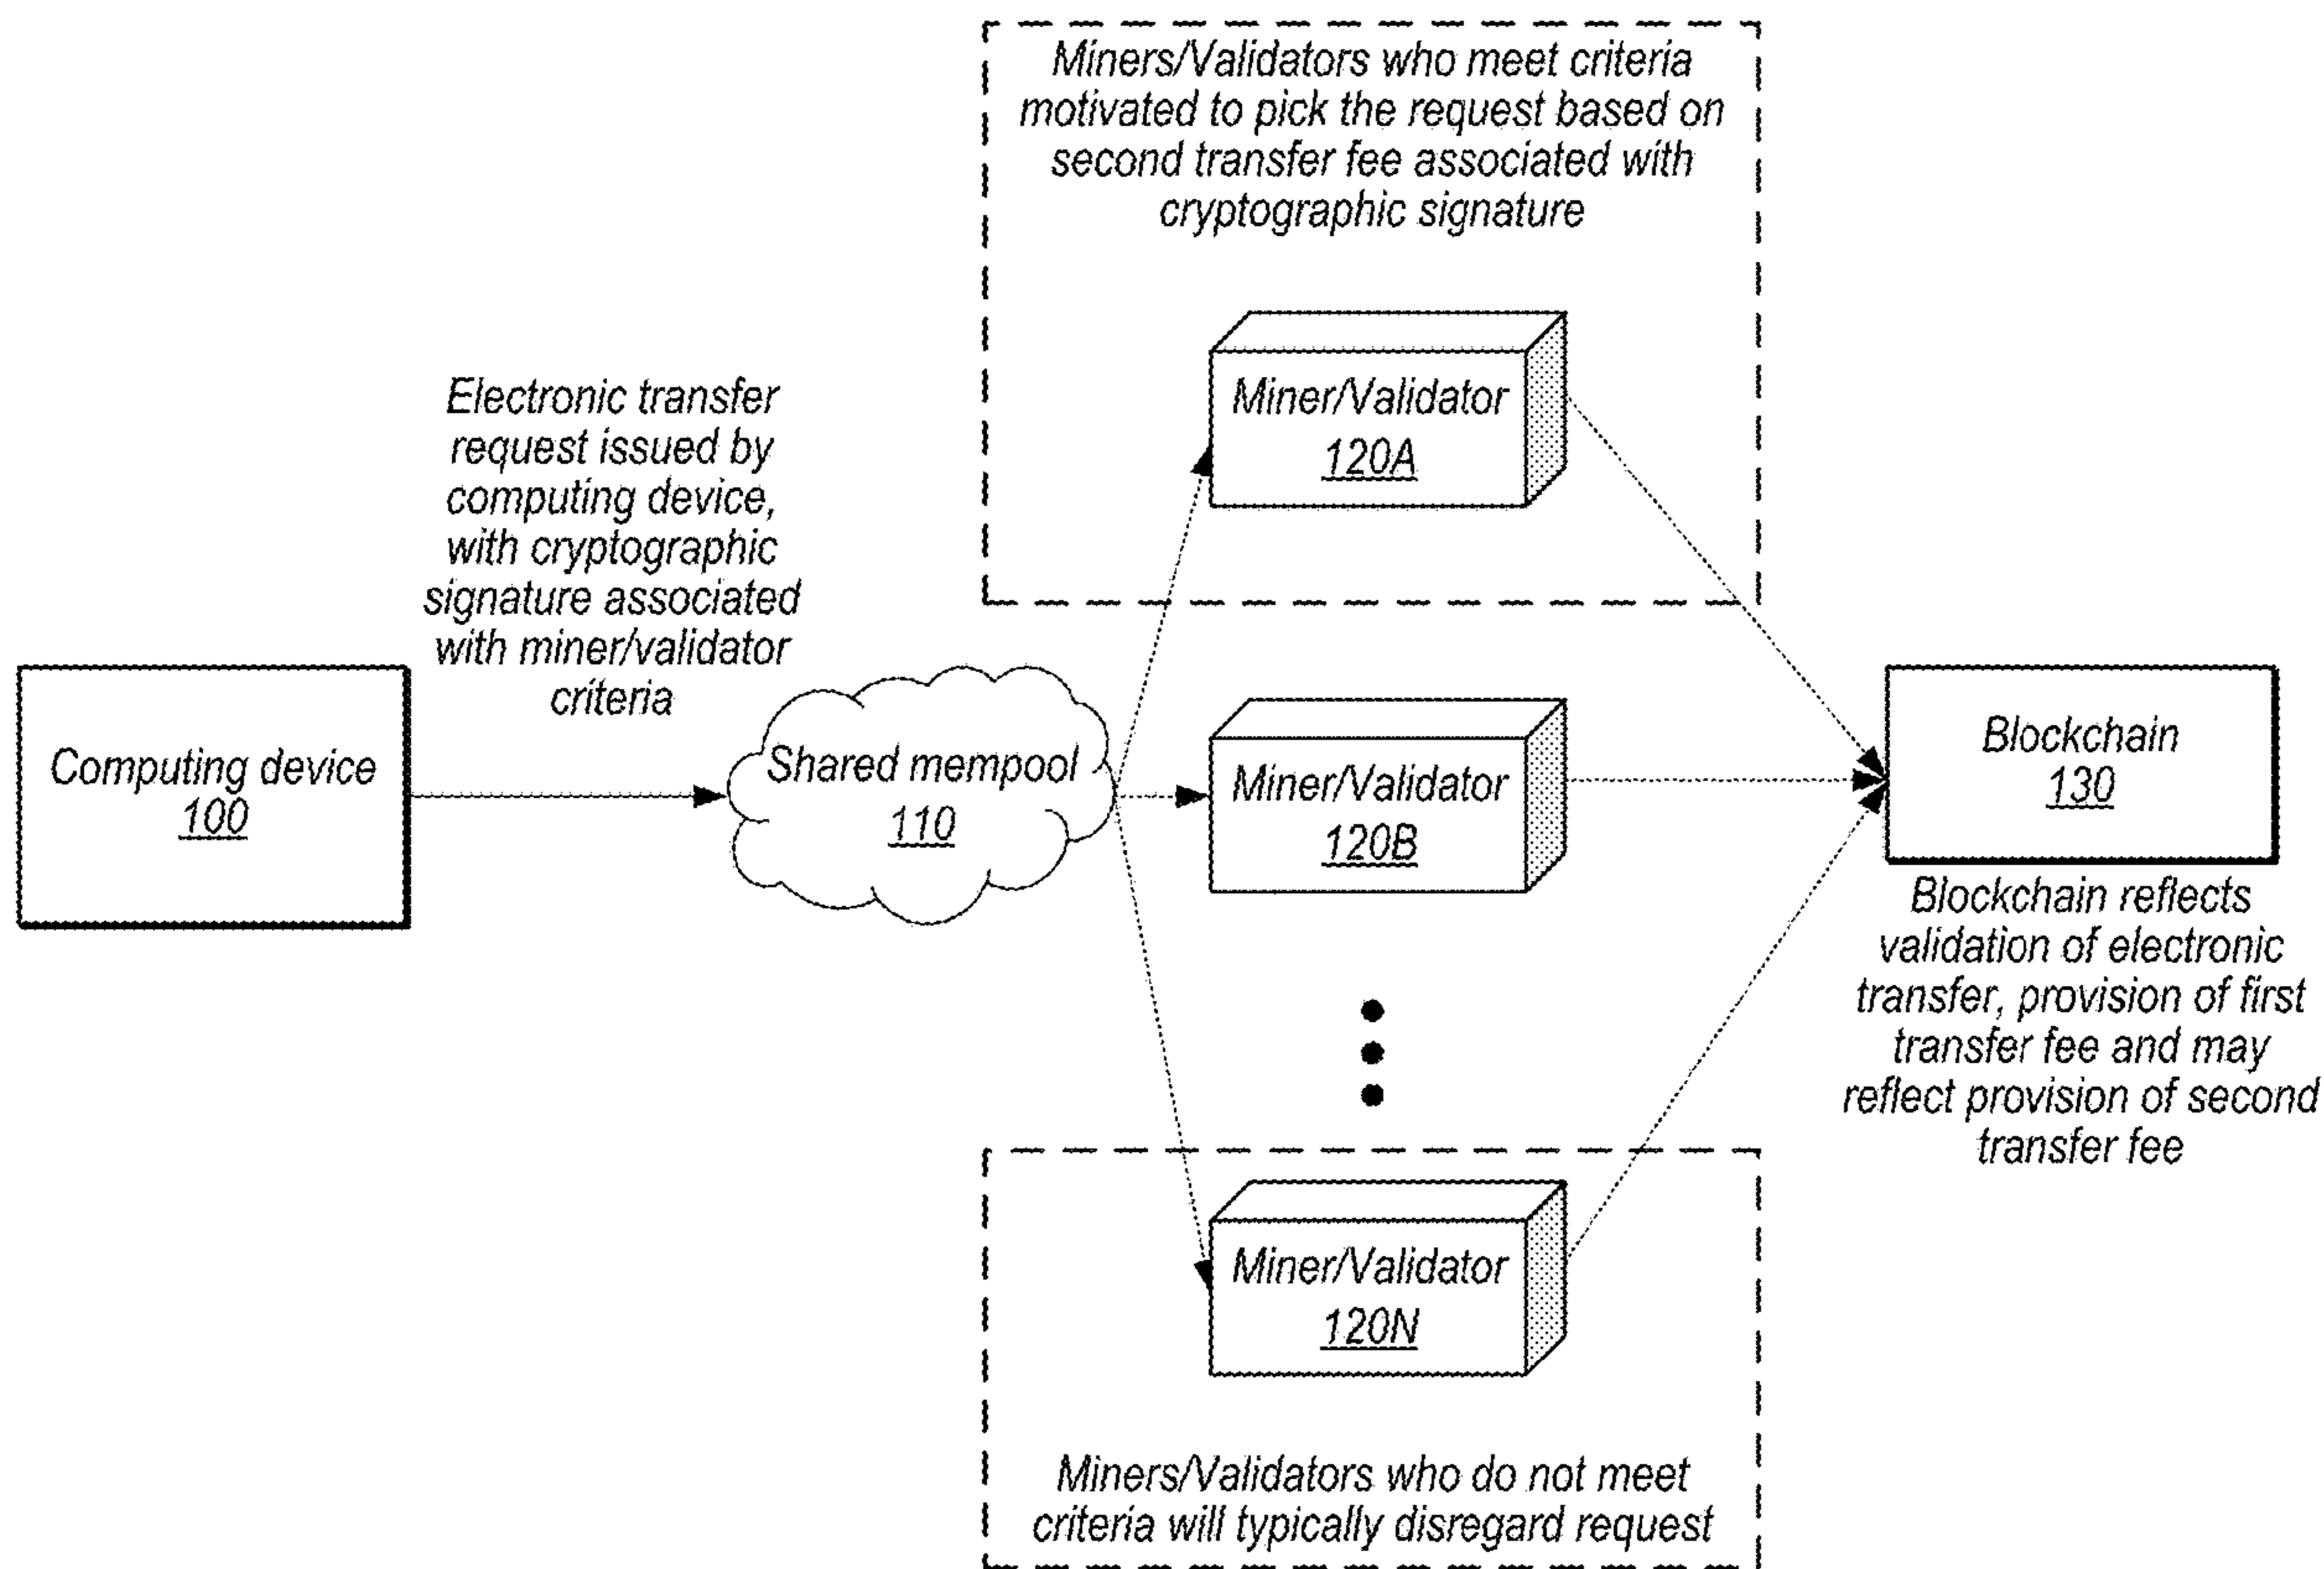 Miners/Validators who meet criteria
motivated to pick the request based on
second transfer fee associated with
cryptographic signature
Miner/Validator
120A
Electronic transfer
request issued by
computing device,
with cryptographic
signature associated
with miner/validator
criteria
Computing device
100
Shared mempool
110
Miner/Validator
120B
Blockchain
130
Blockchain reflects
validation of electronic
transfer, provision of first
transfer fee and may
reflect provision of second
transfer fee
Miner/Validator
120N
Miners/Validators who do not meet
criteria will typically disregard request